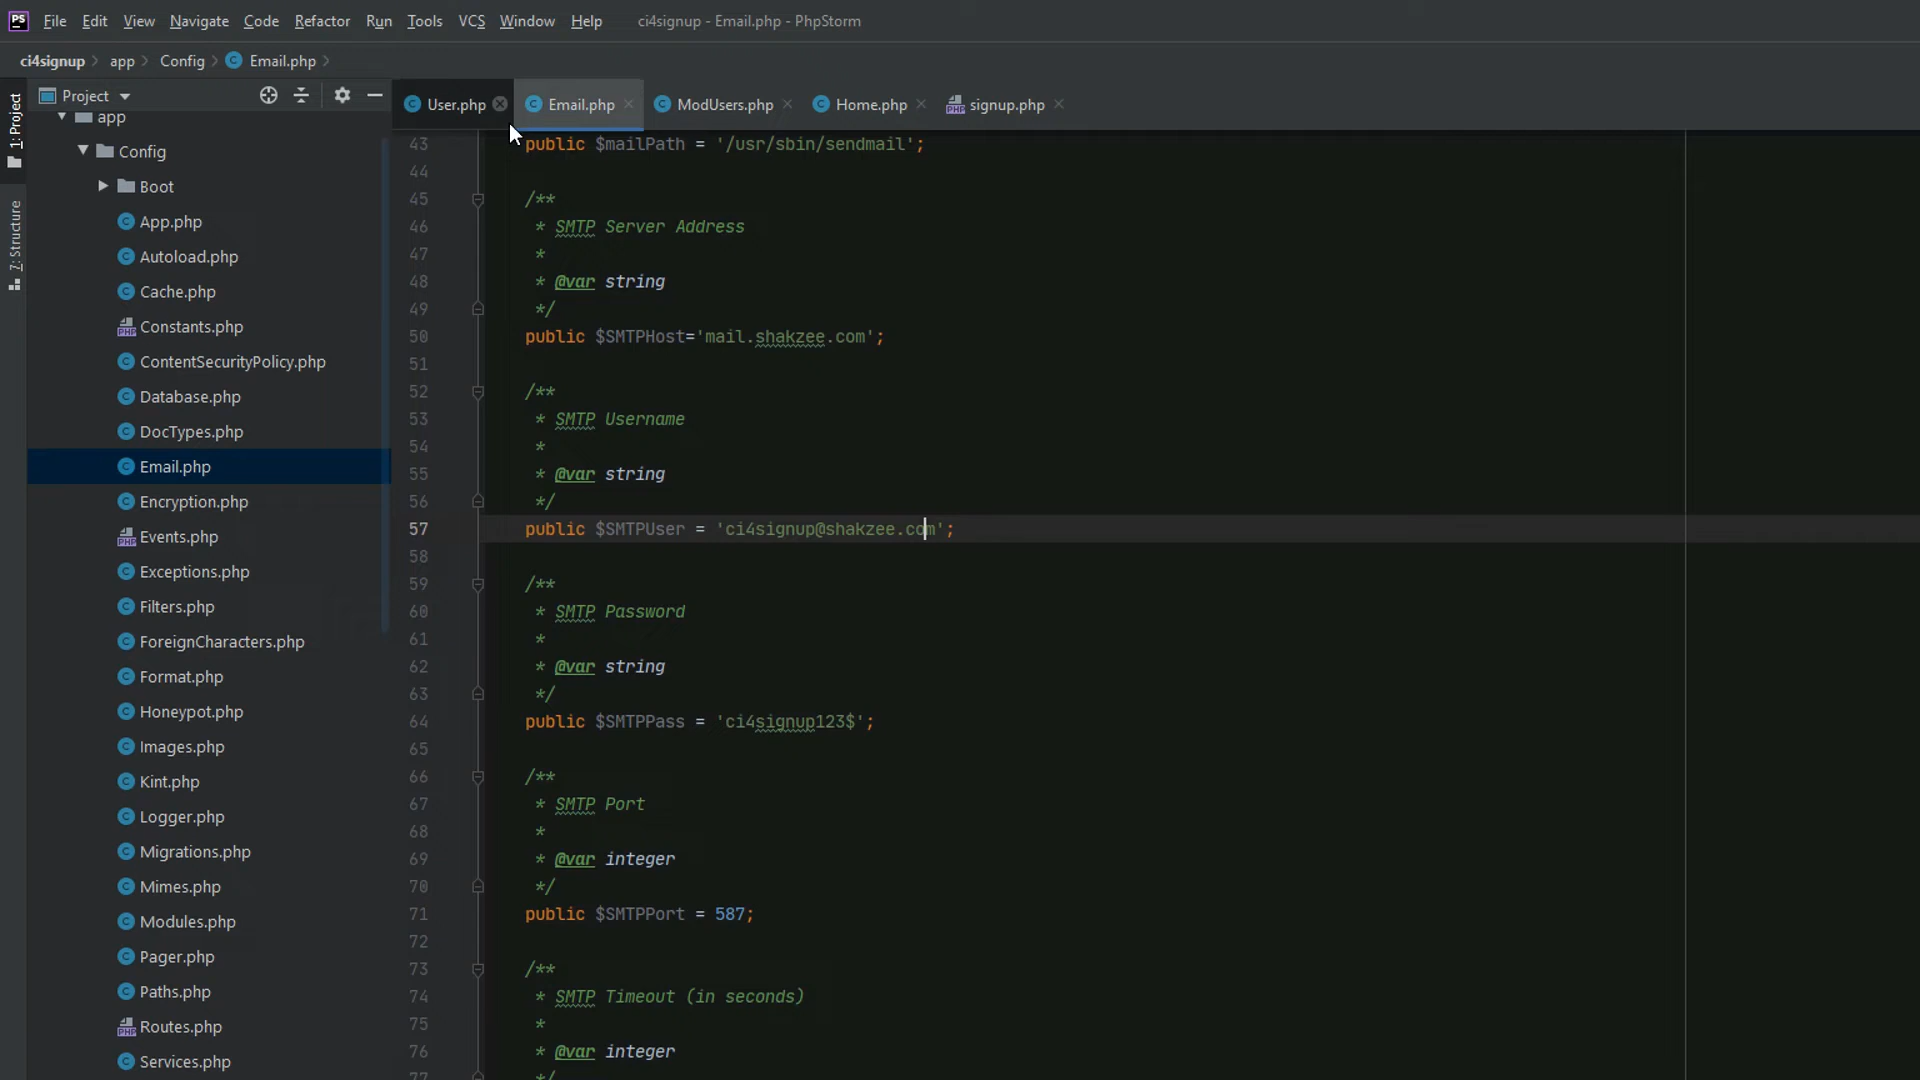 PS File Edit View Navigate Code Refactor Run Tools VCS Window Help ci4signup - Email.php - PhpStorm
ci4signup app Config Email.php
Project
User.php Email.php ModUsers.php Home.php signup.php
1: Project
7: Structure
app
Config
Boot
App.php
Autoload.php
Cache.php
Constants.php
ContentSecurityPolicy.php
Database.php
DocTypes.php
Email.php
Encryption.php
Events.php
Exceptions.php
Filters.php
ForeignCharacters.php
Format.php
Honeypot.php
Images.php
Kint.php
Logger.php
Migrations.php
Mimes.php
Modules.php
Pager.php
Paths.php
Routes.php
Services.php
43 public $mailPath = '/usr/sbin/sendmail';
44
45 /**
46 * SMTP Server Address
47 *
48 * @var string
49 */
50 public $SMTPHost='mail.shakzee.com';
51
52 /**
53 * SMTP Username
54 *
55 * @var string
56 */
57 public $SMTPUser = 'ci4signup@shakzee.com';
58
59 /**
60 * SMTP Password
61 *
62 * @var string
63 */
64 public $SMTPPass = 'ci4signup123$';
65
66 /**
67 * SMTP Port
68 *
69 * @var integer
70 */
71 public $SMTPPort = 587;
72
73 /**
74 * SMTP Timeout (in seconds)
75 *
76 * @var integer
77 */